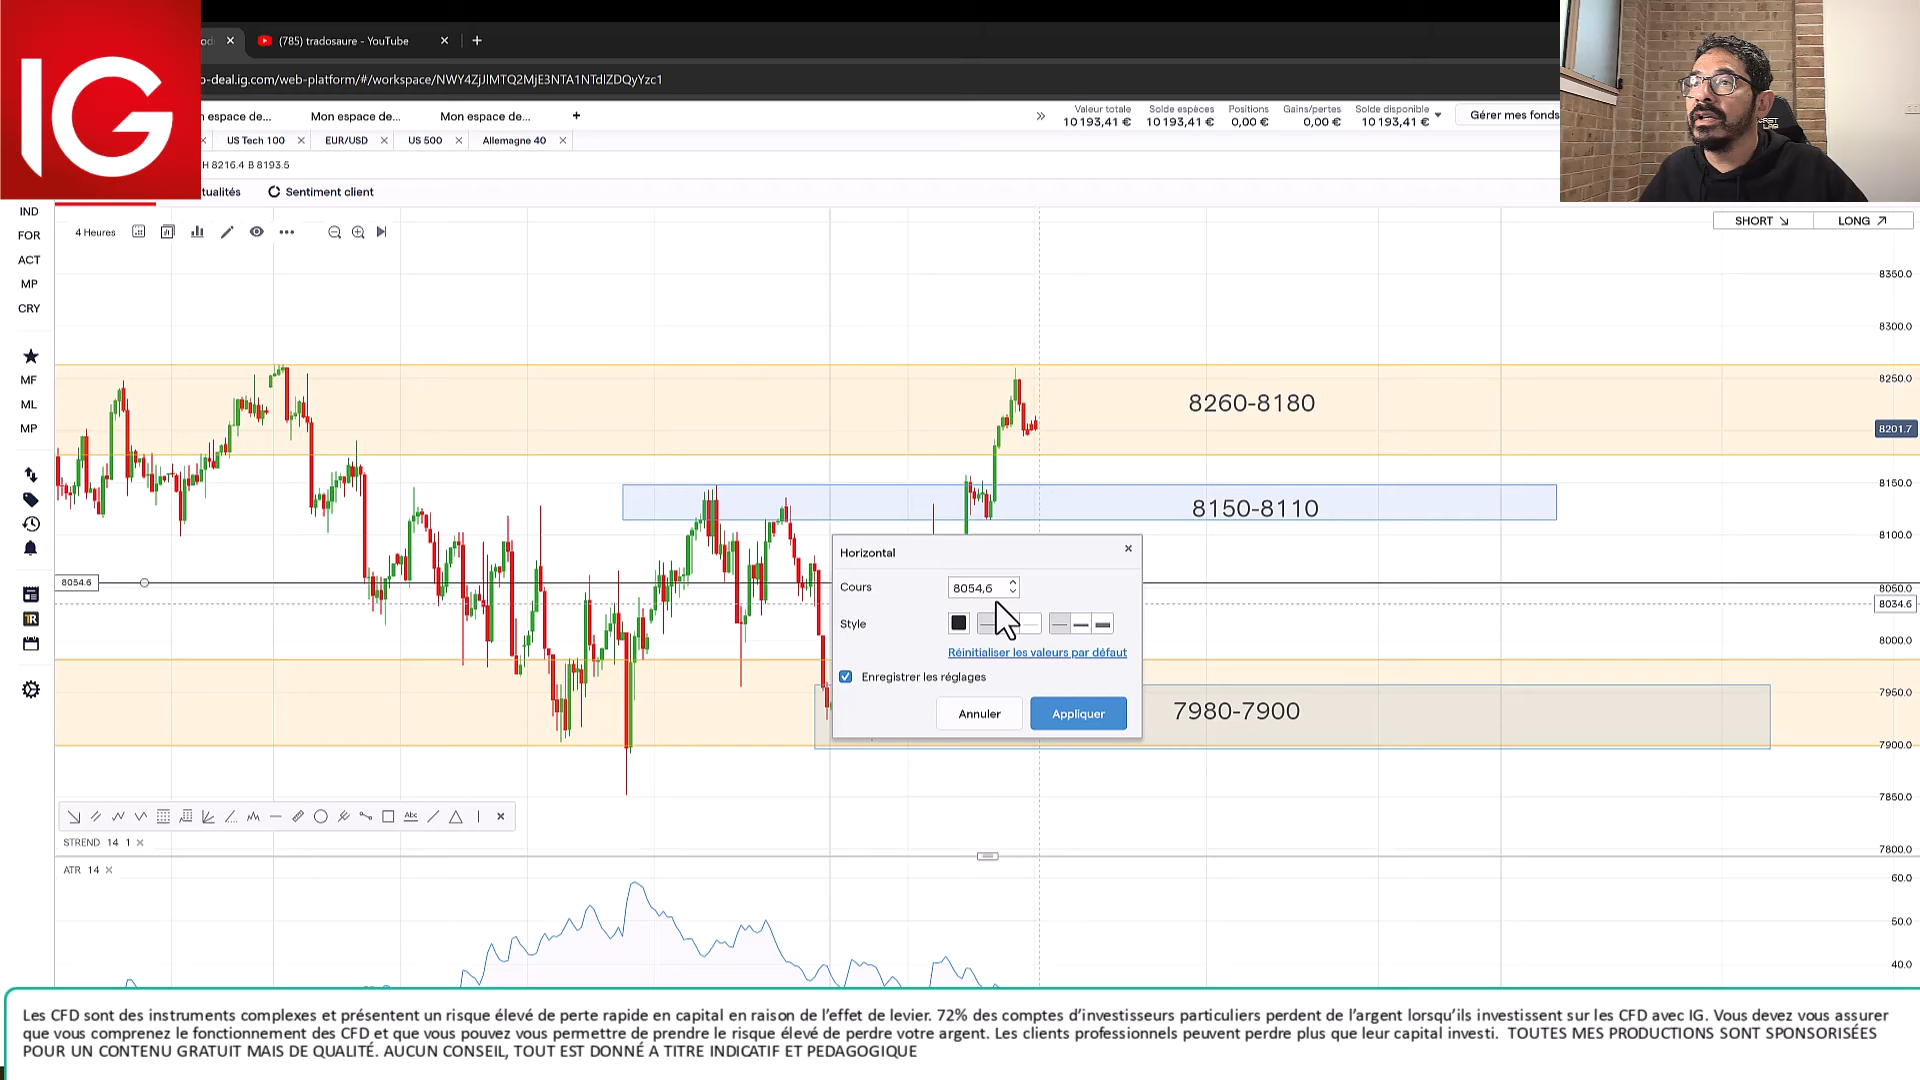 IG
(785) tradosaure - YouTube
o-deal.ig.com/web-platform/#/workspace/NWY4ZjJlMTQ2MjE3NTA1NTdlZDQyYzc1
n espace de...
Mon espace de...
Mon espace de...
Valeur totale
10 193,41 €
Solde espèces
10 193,41 €
Positions
0,00 €
Gains/pertes
0,00 €
Solde disponible
10 193,41 €
Gérer mes fonds
US Tech 100
EUR/USD
US 500
Allemagne 40
H 8216.4 B 8193.5
tualités
Sentiment client
IND
FOR
ACT
MP
CRY
MF
ML
MP
4 Heures
SHORT
LONG
8350.0
8300.0
8250.0
8201.7
8150.0
8100.0
8050.0
8034.6
8000.0
7950.0
7900.0
7850.0
7800.0
60.0
50.0
40.0
8260-8180
8150-8110
7980-7900
8054.6
Horizontal
Cours
8054,6
Style
Réinitialiser les valeurs par défaut
Enregistrer les réglages
Annuler
Appliquer
Abc
STREND 14 1
ATR 14
Les CFD sont des instruments complexes et présentent un risque élevé de perte rapide en capital en raison de l'effet de levier. 72% des comptes d'investisseurs particuliers perdent de l'argent lorsqu'ils investissent sur les CFD avec IG. Vous devez vous assurer
que vous comprenez le fonctionnement des CFD et que vous pouvez vous permettre de prendre le risque élevé de perdre votre argent. Les clients professionnels peuvent perdre plus que leur capital investi. TOUTES MES PRODUCTIONS SONT SPONSORISÉES
POUR UN CONTENU GRATUIT MAIS DE QUALITÉ. AUCUN CONSEIL, TOUT EST DONNÉ A TITRE INDICATIF ET PEDAGOGIQUE